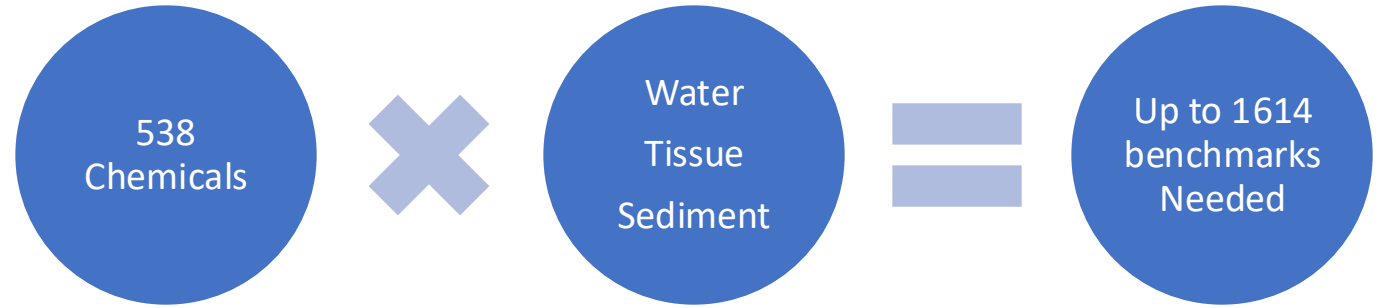 538
Chemicals
Water
Tissue
Sediment
Up to 1614
benchmarks
Needed